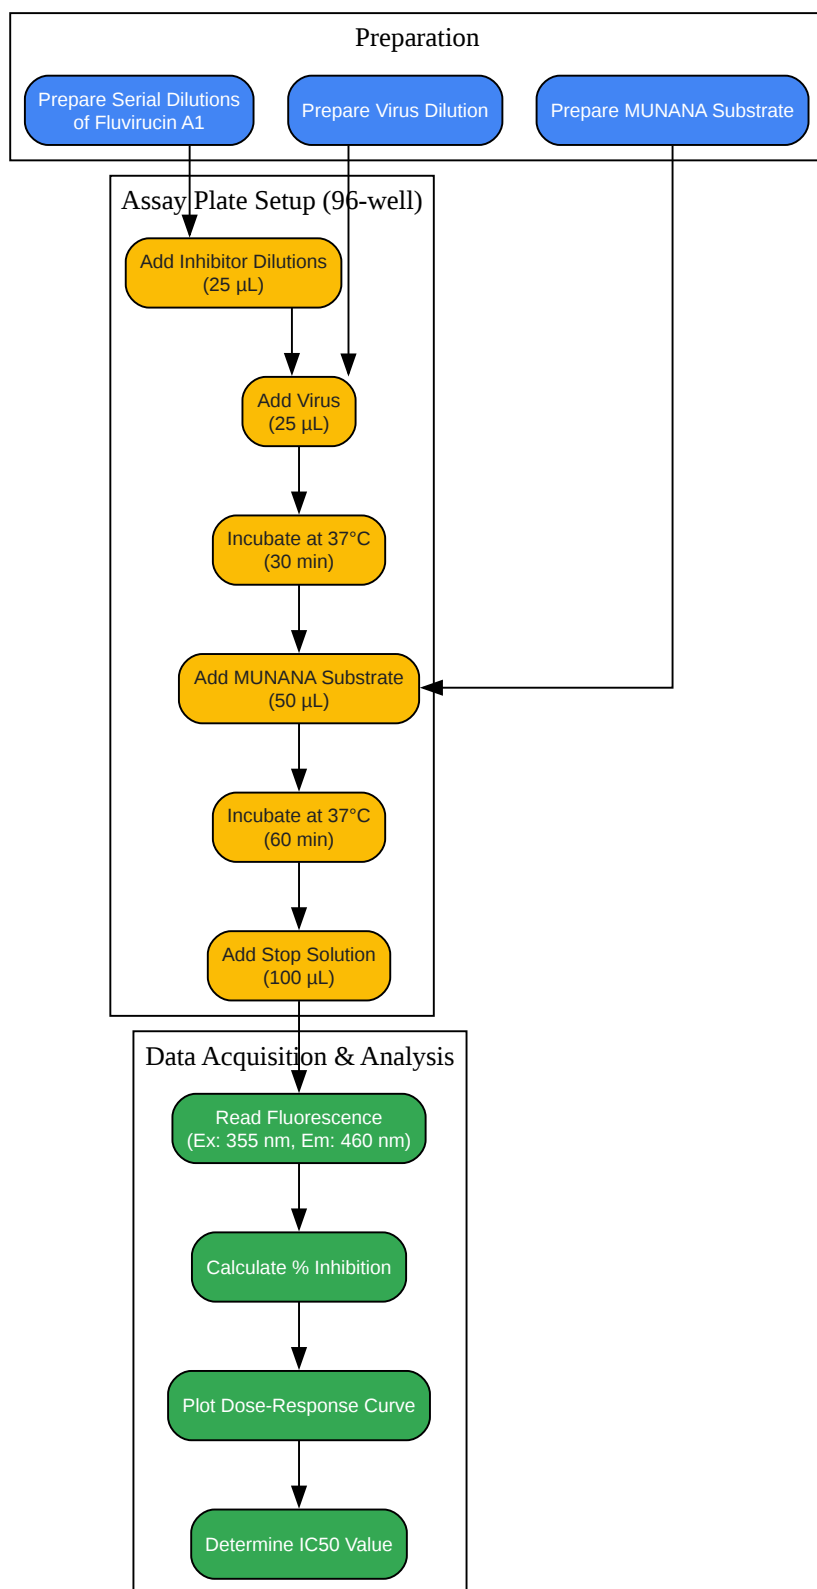 Preparation
Prepare Serial Dilutions
of Fluvirucin A1
Prepare Virus Dilution
Prepare MUNANA Substrate
Assay Plate Setup (96-well)
Add Inhibitor Dilutions
(25 µL)
Add Virus
(25 µL)
Incubate at 37°C
(30 min)
Add MUNANA Substrate
(50 µL)
Incubate at 37°C
(60 min)
Add Stop Solution
(100 µL)
Data Acquisition & Analysis
Read Fluorescence
(Ex: 355 nm, Em: 460 nm)
Calculate % Inhibition
Plot Dose-Response Curve
Determine IC50 Value